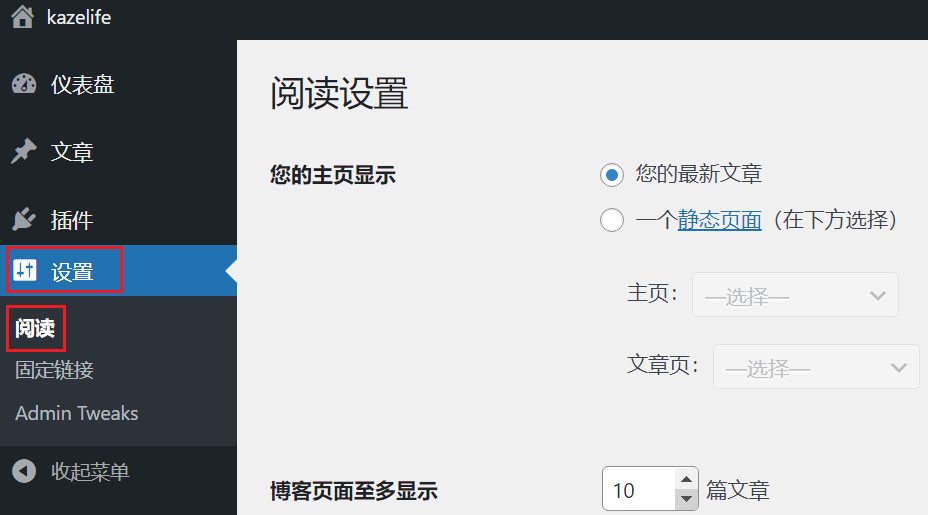 kazelife
仪表盘
文章
插件
设置
阅读
固定链接
Admin Tweaks
收起菜单
阅读设置
您的主页显示
您的最新文章
一个静态页面（在下方选择）
主页： —选择—
文章页： —选择—
博客页面至多显示 10 篇文章